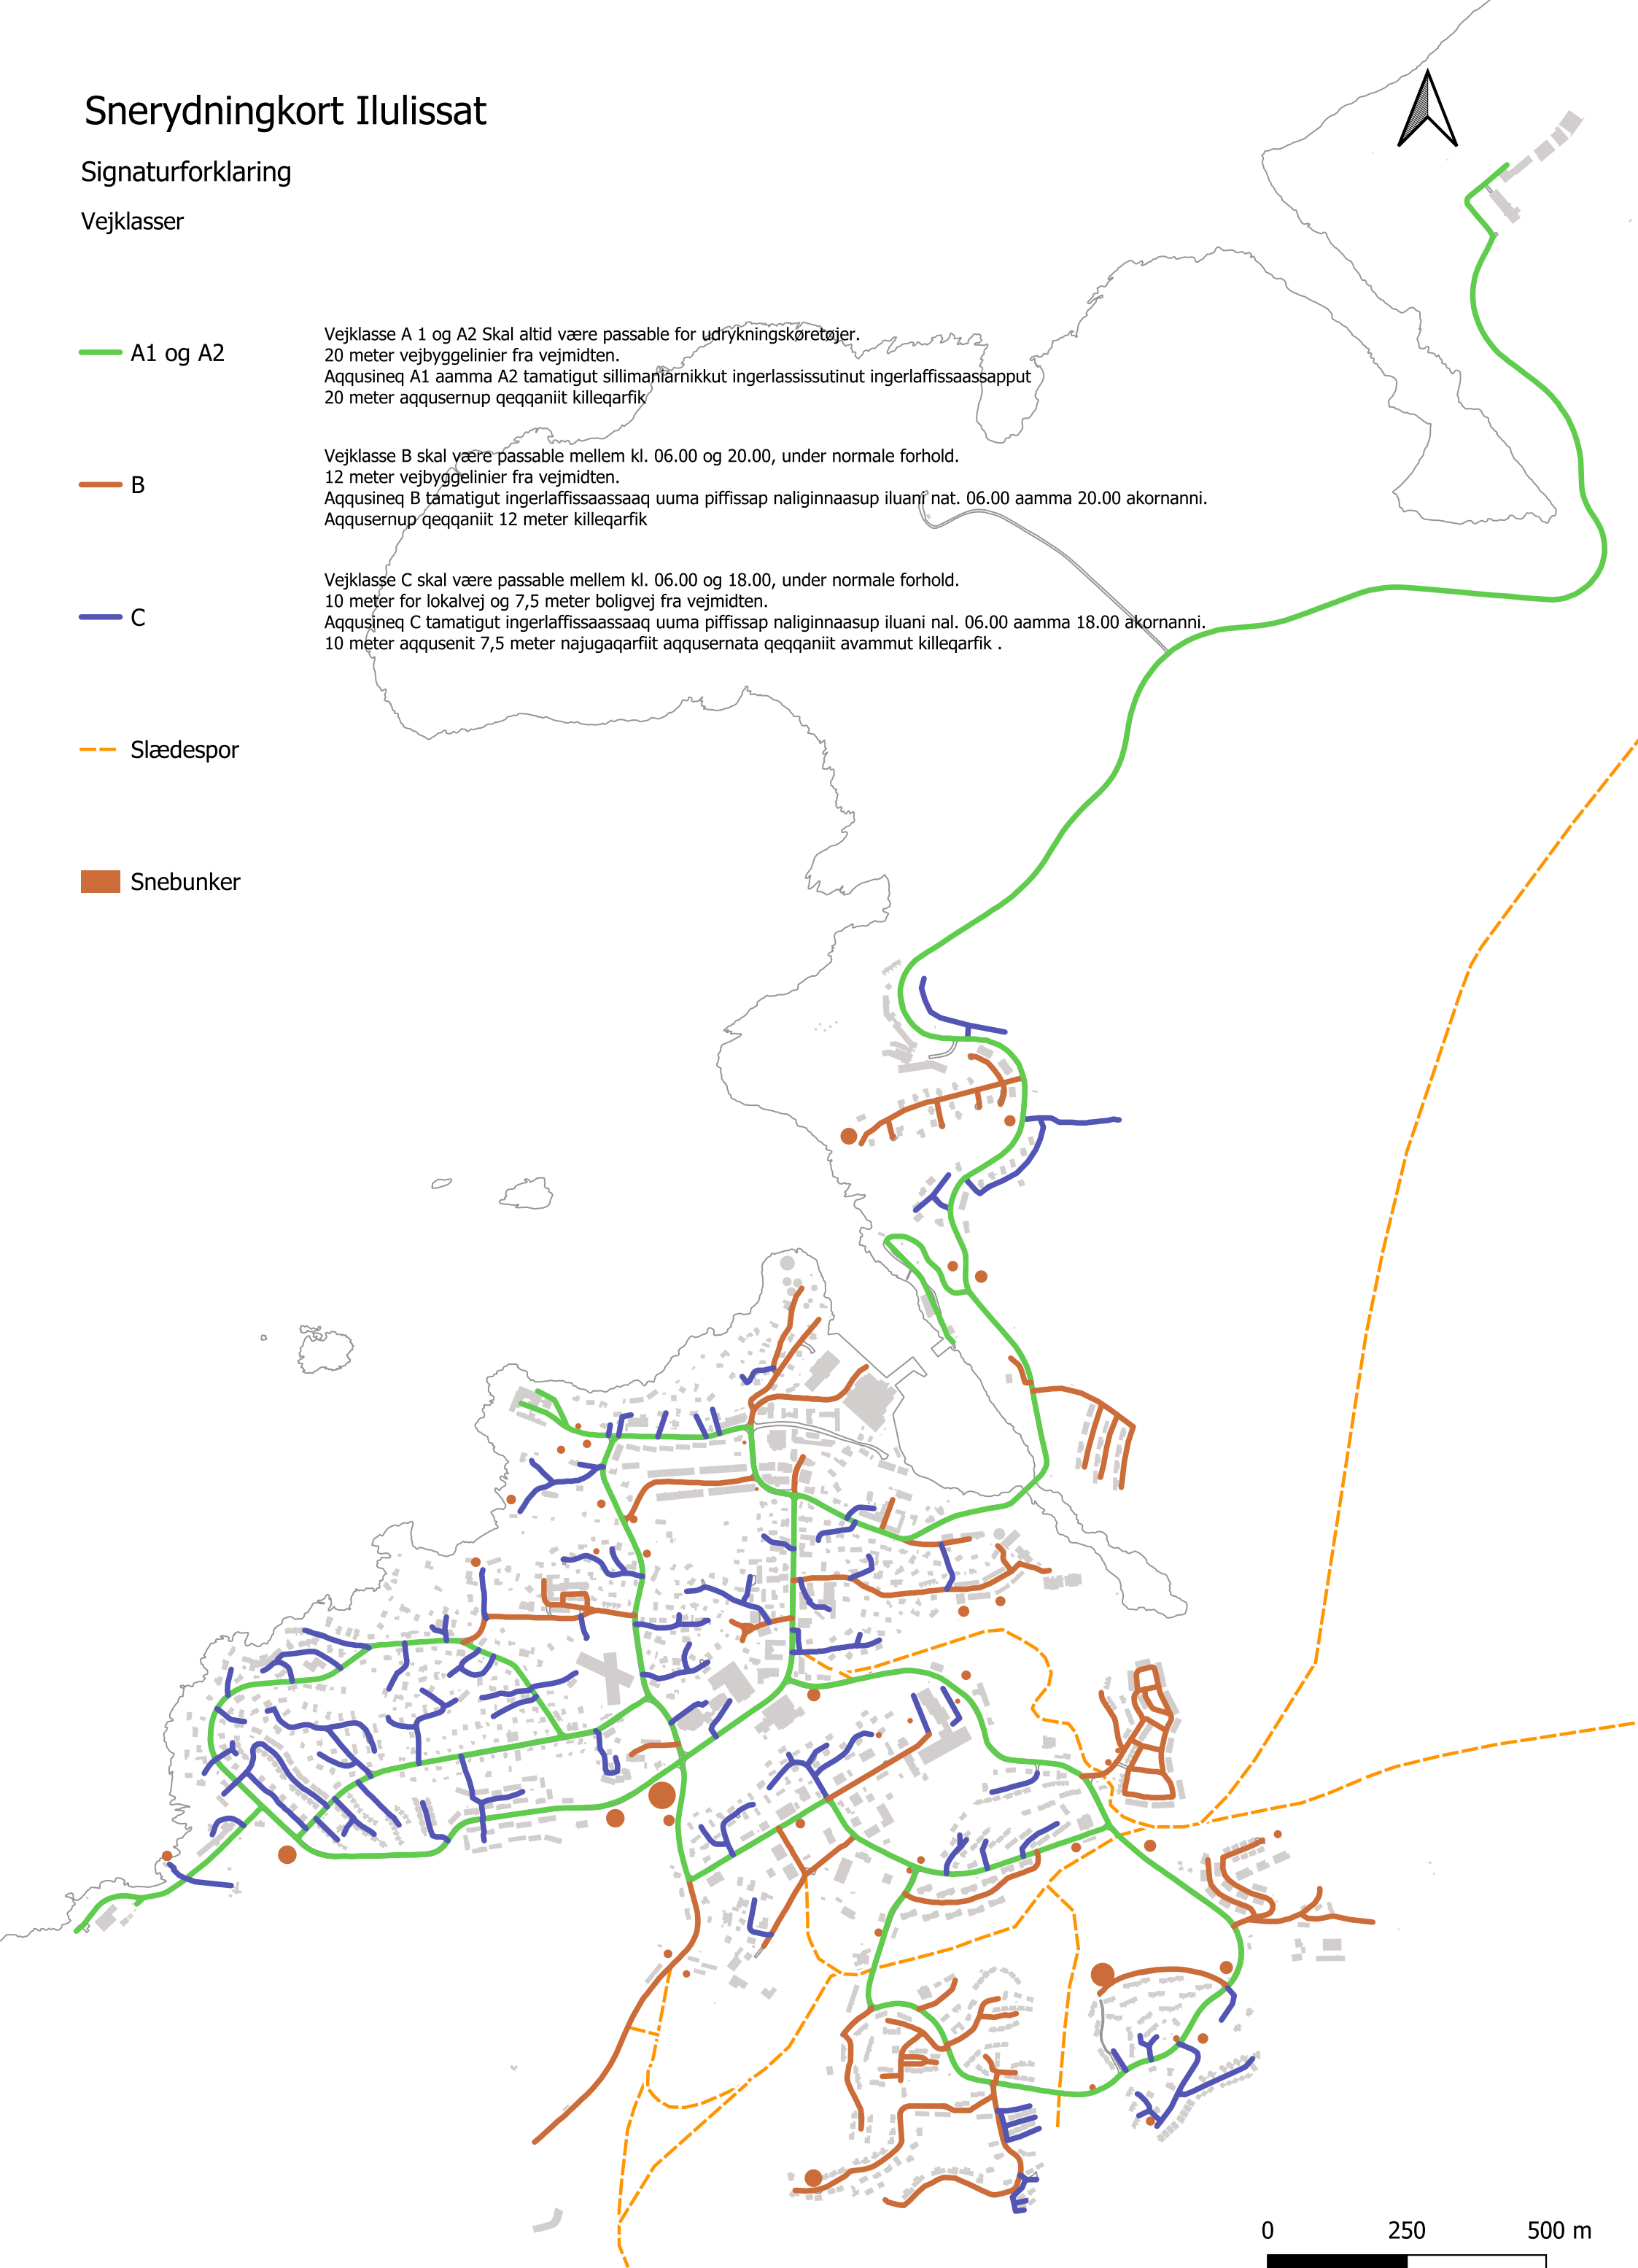 Snerydningkort Ilulissat
Signaturforklaring
Vejklasser
A1 og A2
Vejklasse A 1 og A2 Skal altid være passable for udrykningskøretøjer.
20 meter vejbyggelinier fra vejmidten.
Aqqusineq A1 aamma A2 tamatigut sillimaniarnikkut ingerlassissutinut ingerlaffissaassapput
20 meter aqqusernup qeqqaniit killeqarfik
B
Vejklasse B skal være passable mellem kl. 06.00 og 20.00, under normale forhold.
12 meter vejbyggelinier fra vejmidten.
Aqqusineq B tamatigut ingerlaffissaassaaq uuma piffissap naliginnaasup iluani nat. 06.00 aamma 20.00 akornanni.
Aqqusernup qeqqaniit 12 meter killeqarfik
C
Vejklasse C skal være passable mellem kl. 06.00 og 18.00, under normale forhold.
10 meter for lokalvej og 7,5 meter boligvej fra vejmidten.
Aqqusineq C tamatigut ingerlaffissaassaaq uuma piffissap naliginnaasup iluani nal. 06.00 aamma 18.00 akornanni.
10 meter aqqusenit 7,5 meter najugaqarfiit aqqusernata qeqqaniit avammut killeqarfik .
Slædespor
Snebunker
0 250 500 m